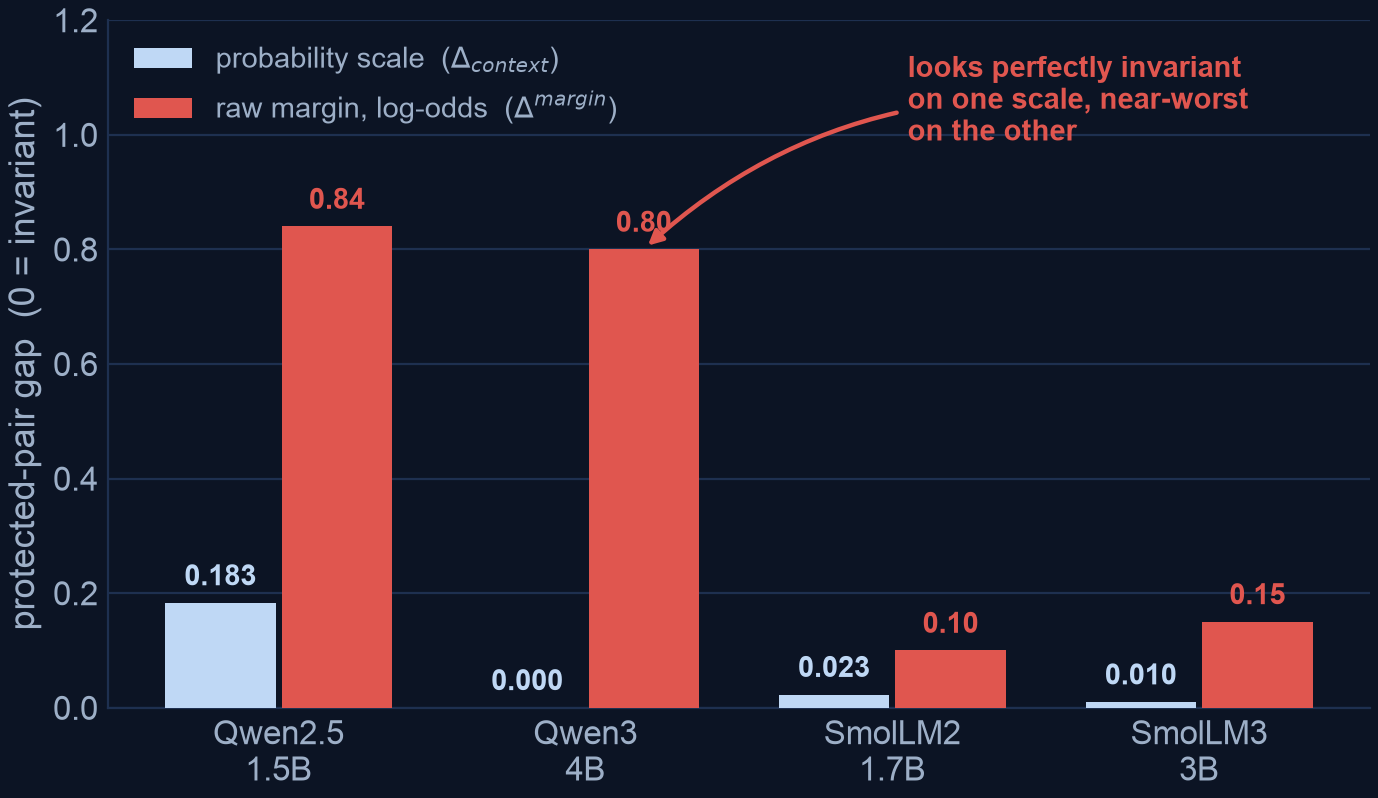 1.2
1.0
0.8
0.6
0.4
0.2
0.0
protected-pair gap (0 = invariant)
probability scale (Δcontext)
raw margin, log-odds (Δmargin)
looks perfectly invariant
on one scale, near-worst
on the other
0.183
0.84
0.000
0.80
0.023
0.10
0.010
0.15
Qwen2.5
1.5B
Qwen3
4B
SmolLM2
1.7B
SmolLM3
3B